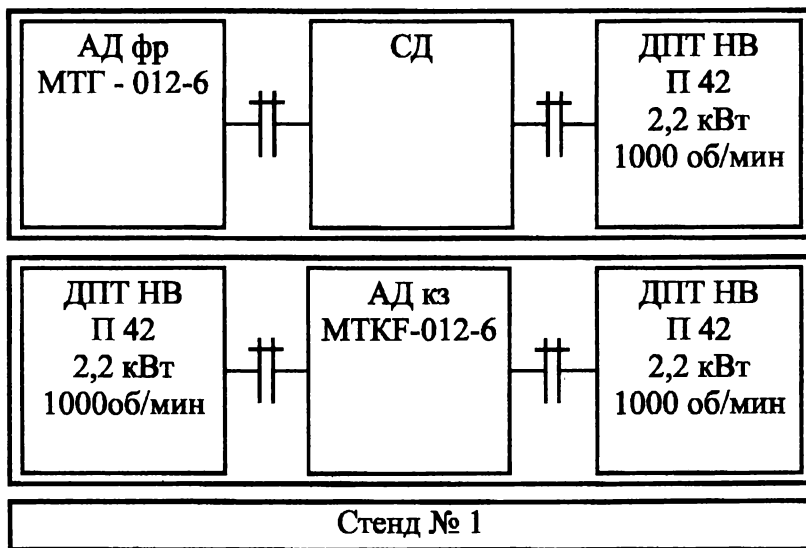 АД фр
МТГ - 012-6
СД
ДПТ НВ
П 42
2,2 кВт
1000 об/мин
ДПТ НВ
П 42
2,2 кВт
1000об/мин
АД кз
МТКF-012-6
ДПТ НВ
П 42
2,2 кВт
1000 об/мин
Стенд № 1